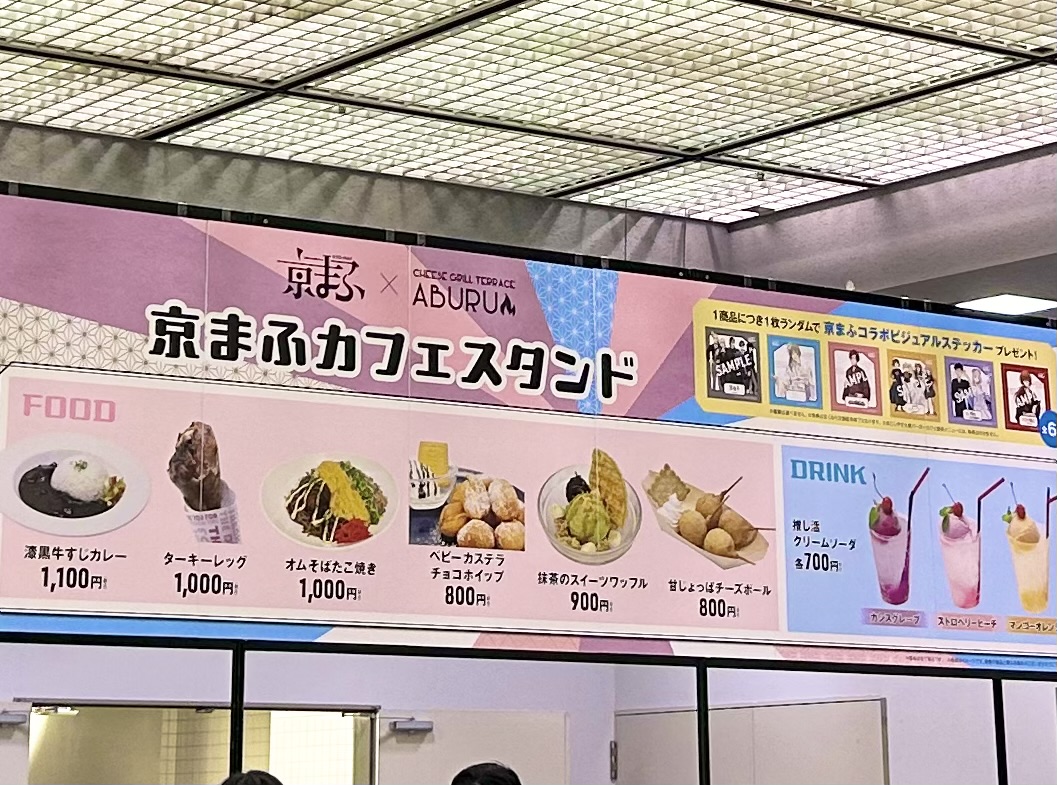 京まふ × CHEESE GRILL TERRACE
ABURU
京まふカフェスタンド
1商品につき1枚ランダムで 京まふコラボビジュアルステッカー プレゼント!
SAMPLE
全6
FOOD
漆黒牛すじカレー
1,100円
ターキーレッグ
1,000円
オムそばたこ焼き
1,000円
ベビーカステラ
チョコホイップ
800円
抹茶のスイーツワッフル
900円
甘じょっぱチーズボール
800円
DRINK
推し活
クリームソーダ
各700円
カシスグレープ
ストロベリーピーチ
マンゴーオレン